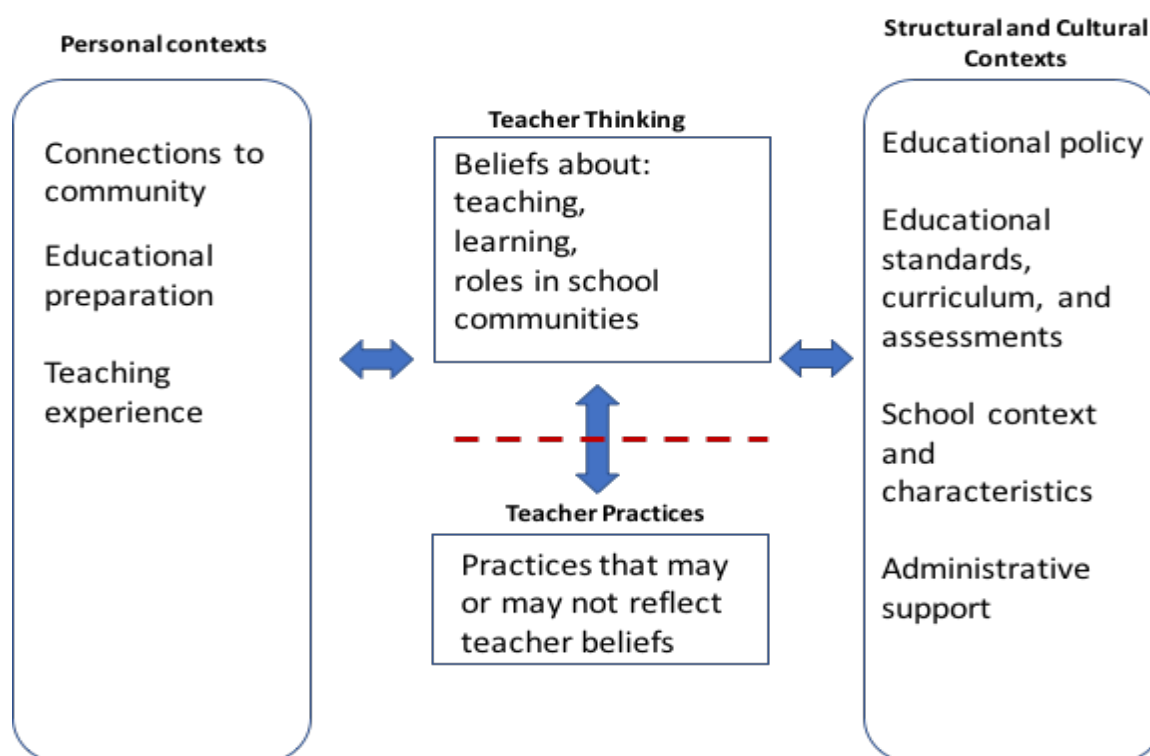 Personal contexts
Connections to
community
Educational
preparation
Teaching
experience
Teacher Thinking
Beliefs about:
teaching,
learning,
roles in school
communities
Teacher Practices
Practices that may
or may not reflect
teacher beliefs
Structural and Cultural
Contexts
Educational policy
Educational
standards,
curriculum, and
assessments
School context
and
characteristics
Administrative
support